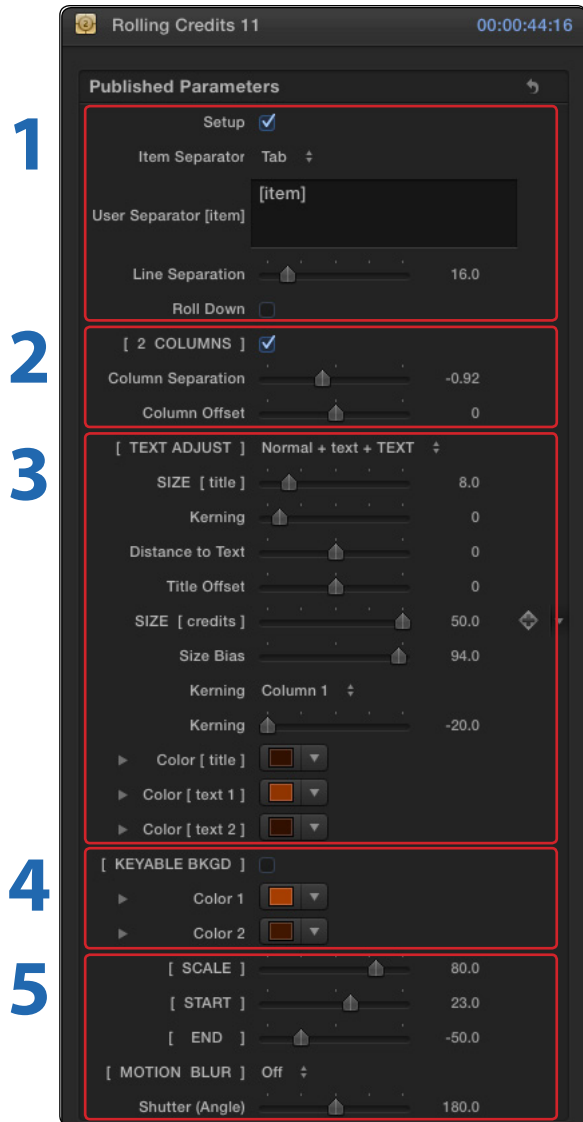 Rolling Credits 11 00:00:44:16
Published Parameters
1
Setup
Item Separator Tab
User Separator [item] [item]
Line Separation 16.0
Roll Down
2
[ 2 COLUMNS ]
Column Separation -0.92
Column Offset 0
3
[ TEXT ADJUST ] Normal + text + TEXT
SIZE [ title ] 8.0
Kerning 0
Distance to Text 0
Title Offset 0
SIZE [ credits ] 50.0
Size Bias 94.0
Kerning Column 1
Kerning -20.0
Color [ title ]
Color [ text 1 ]
Color [ text 2 ]
4
[ KEYABLE BKGD ]
Color 1
Color 2
5
[ SCALE ] 80.0
[ START ] 23.0
[ END ] -50.0
[ MOTION BLUR ] Off
Shutter (Angle) 180.0